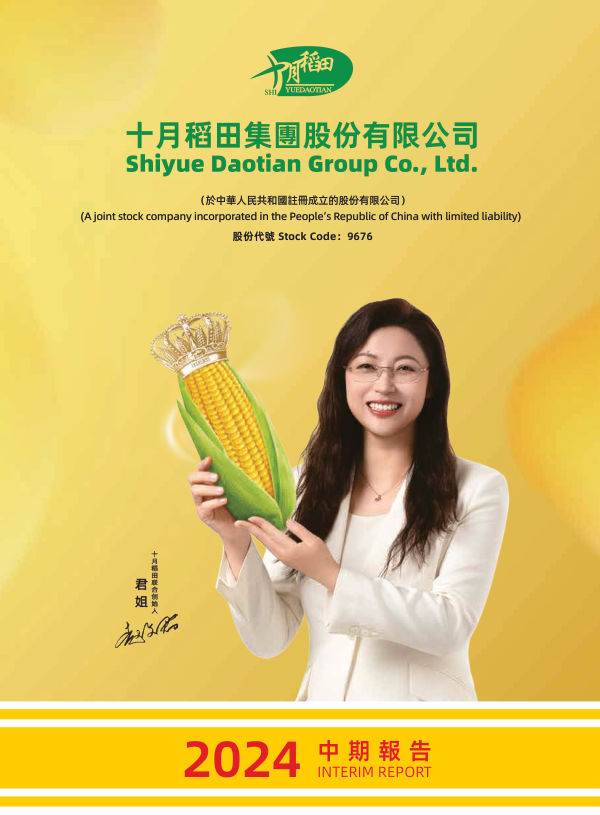 十月稻田
SHI YUEDAOTIAN
十月稻田集團股份有限公司
Shiyue Daotian Group Co., Ltd.
（於中華人民共和國註冊成立的股份有限公司）
(A joint stock company incorporated in the People's Republic of China with limited liability)
股份代號 Stock Code：9676
十月稻田联合创始人
君姐
2024 中期報告
INTERIM REPORT